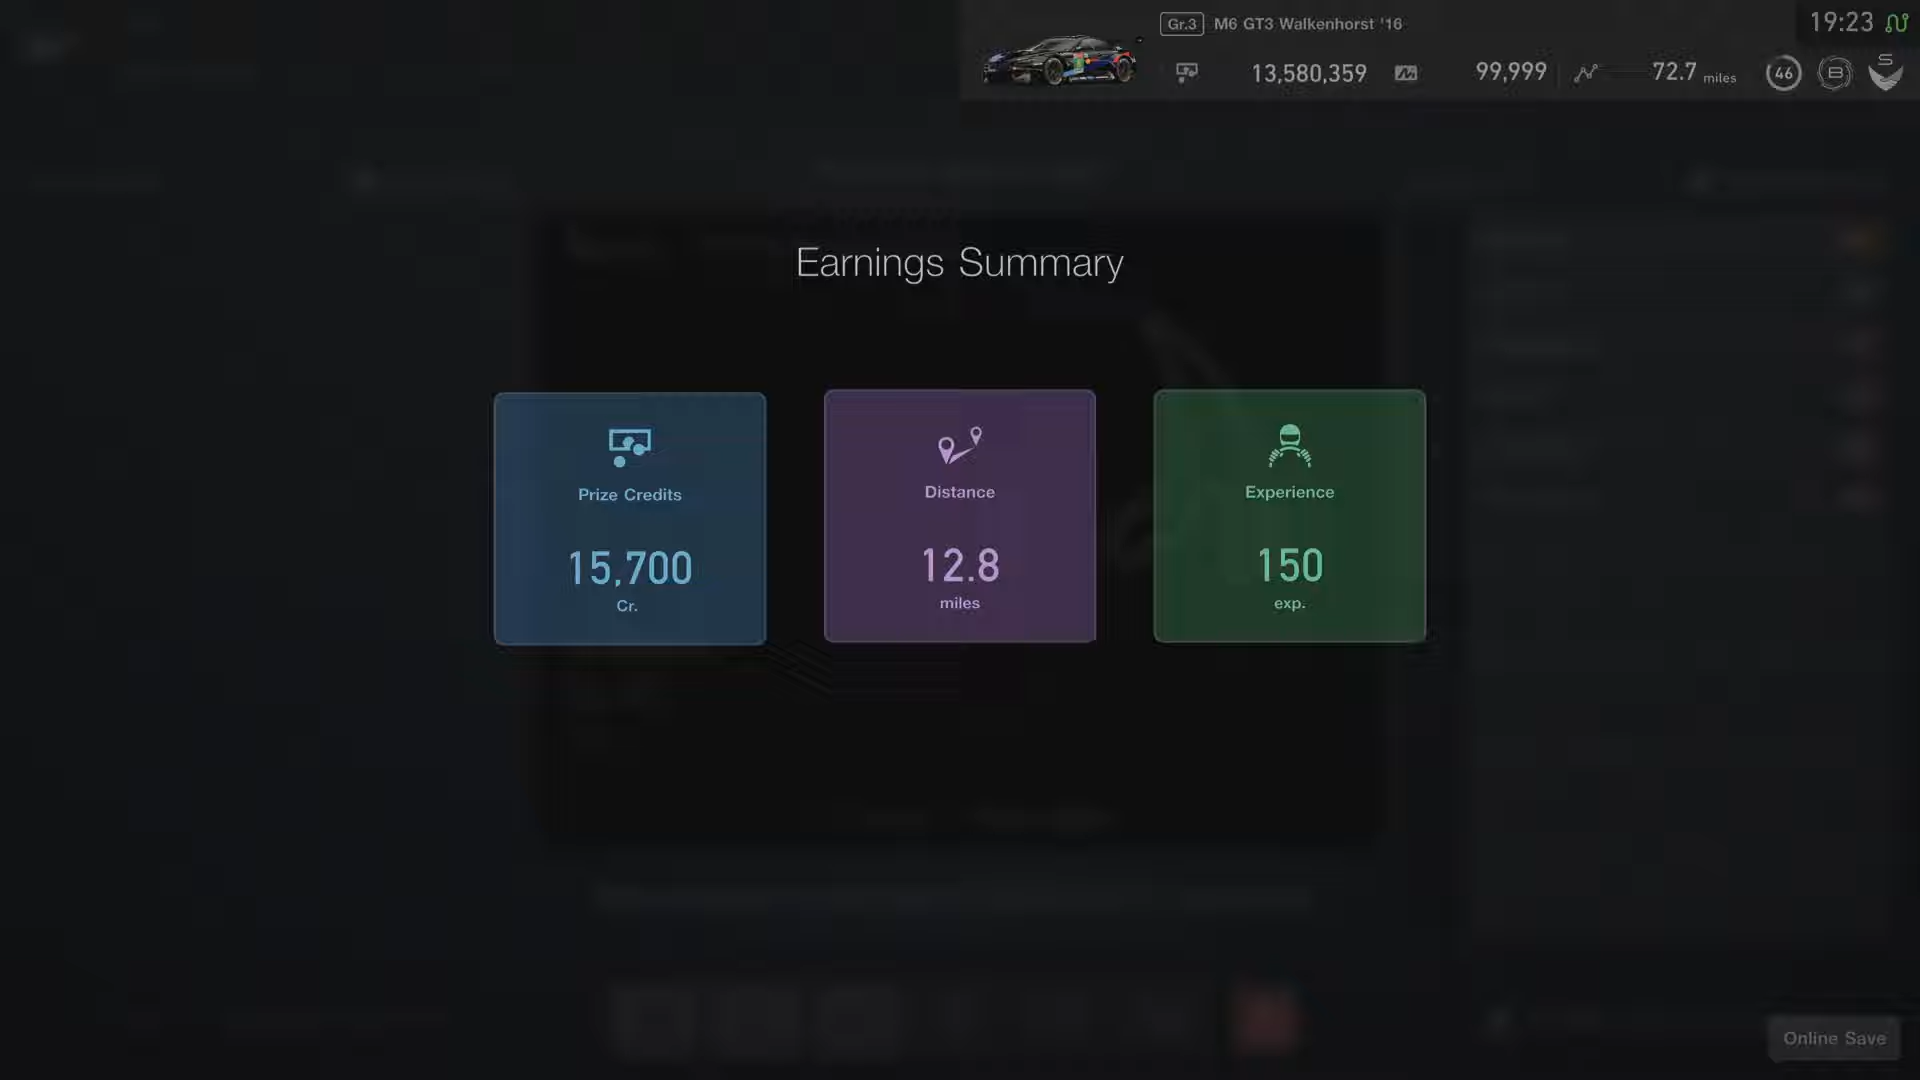 Gr.3 M6 GT3 Walkenhorst '16
19:23
13,580,359 99,999 72.7 miles 46 B S
Earnings Summary
Prize Credits
15,700
Cr.
Distance
12.8
miles
Experience
150
exp.
Online Save